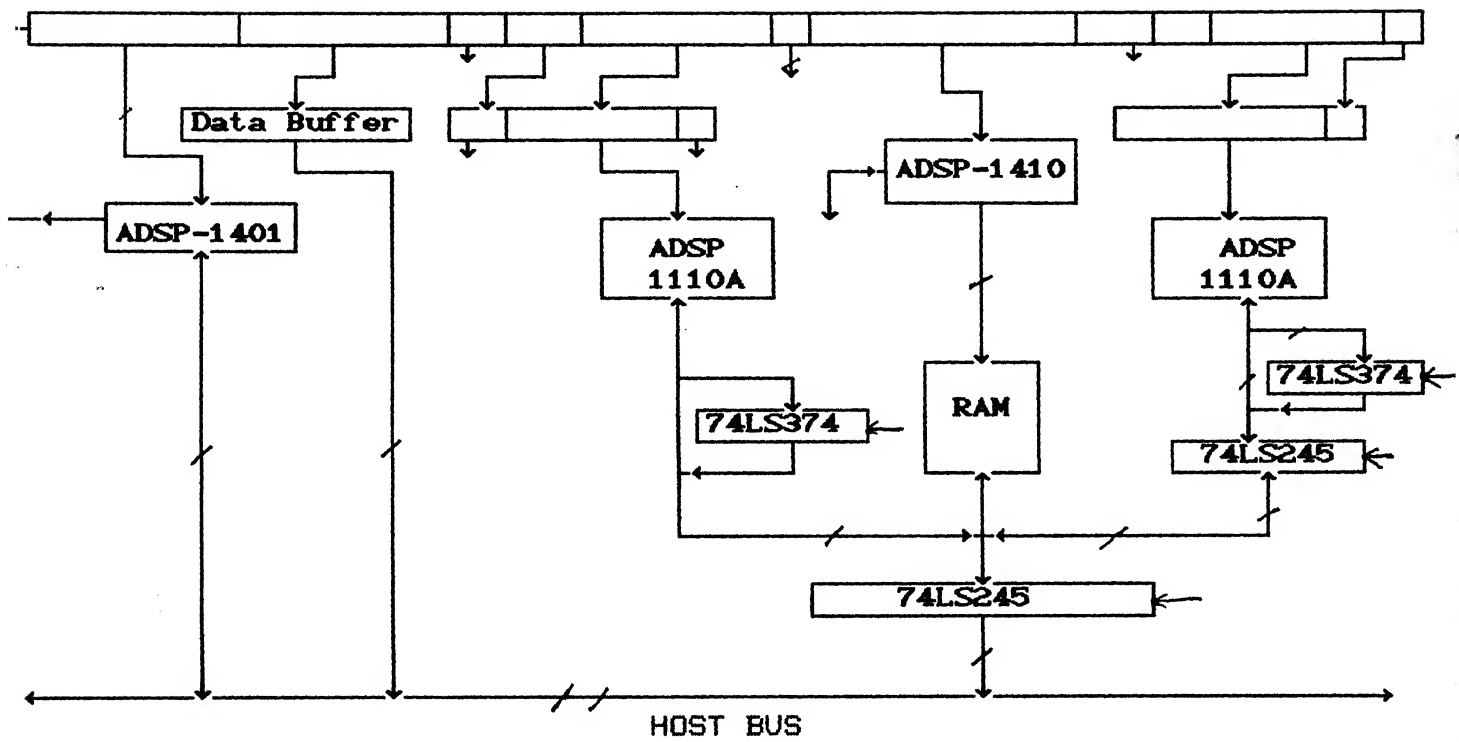 Data Buffer
ADSP-1410
ADSP-1401
ADSP
1110A
ADSP
1110A
74LS374
RAM
74LS374
74LS245
74LS245
HOST BUS